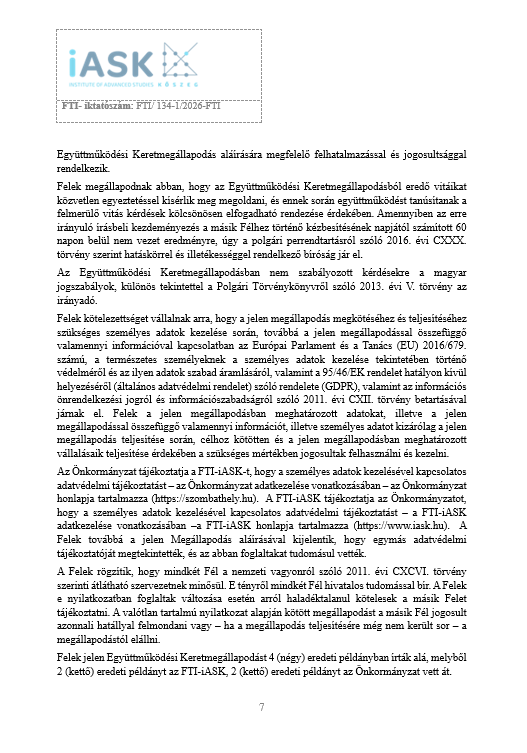 iASK
INSTITUTE OF ADVANCED STUDIES KŐSZEG
FTI- iktatószám: FTI/ 134-1/2026-FTI
Együttműködési Keretmegállapodás aláírására megfelelő felhatalmazással és jogosultsággal
rendelkezik.
Felek megállapodnak abban, hogy az Együttműködési Keretmegállapodásból eredő vitáikat
közvetlen egyeztetéssel kísérlik meg megoldani, és ennek során együttműködést tanúsítanak a
felmerülő vitás kérdések kölcsönösen elfogadható rendezése érdekében. Amennyiben az erre
irányuló írásbeli kezdeményezés a másik Félhez történő kézbesítésének napjától számított 60
napon belül nem vezet eredményre, úgy a polgári perrendtartásról szóló 2016. évi CXXX.
törvény szerint hatáskörrel és illetékességgel rendelkező bíróság jár el.
Az Együttműködési Keretmegállapodásban nem szabályozott kérdésekre a magyar
jogszabályok, különös tekintettel a Polgári Törvénykönyvről szóló 2013. évi V. törvény az
irányadó.
Felek kötelezettséget vállalnak arra, hogy a jelen megállapodás megkötéséhez és teljesítéséhez
szükséges személyes adatok kezelése során, továbbá a jelen megállapodással összefüggő
valamennyi információval kapcsolatban az Európai Parlament és a Tanács (EU) 2016/679.
számú, a természetes személyeknek a személyes adatok kezelése tekintetében történő
védelméről és az ilyen adatok szabad áramlásáról, valamint a 95/46/EK rendelet hatályon kívül
helyezéséről (általános adatvédelmi rendelet) szóló rendelete (GDPR), valamint az információs
önrendelkezési jogról és információszabadságról szóló 2011. évi CXII. törvény betartásával
járnak el. Felek a jelen megállapodásban meghatározott adatokat, illetve a jelen
megállapodással összefüggő valamennyi információt, illetve személyes adatot kizárólag a jelen
megállapodás teljesítése során, célhoz kötötten és a jelen megállapodásban meghatározott
vállalásaik teljesítése érdekében a szükséges mértékben jogosultak felhasználni és kezelni.
Az Önkormányzat tájékoztatja a FTI-iASK-t, hogy a személyes adatok kezelésével kapcsolatos
adatvédelmi tájékoztatást – az Önkormányzat adatkezelése vonatkozásában – az Önkormányzat
honlapja tartalmazza (https://szombathely.hu). A FTI-iASK tájékoztatja az Önkormányzatot,
hogy a személyes adatok kezelésével kapcsolatos adatvédelmi tájékoztatást – a FTI-iASK
adatkezelése vonatkozásában –a FTI-iASK honlapja tartalmazza (https://www.iask.hu). A
Felek továbbá a jelen Megállapodás aláírásával kijelentik, hogy egymás adatvédelmi
tájékoztatóját megtekintették, és az abban foglaltakat tudomásul vették.
A Felek rögzítik, hogy mindkét Fél a nemzeti vagyonról szóló 2011. évi CXCVI. törvény
szerinti átlátható szervezetnek minősül. E tényről mindkét Fél hivatalos tudomással bír. A Felek
e nyilatkozatban foglaltak változása esetén arról haladéktalanul kötelesek a másik Felet
tájékoztatni. A valótlan tartalmú nyilatkozat alapján kötött megállapodást a másik Fél jogosult
azonnali hatállyal felmondani vagy – ha a megállapodás teljesítésére még nem került sor – a
megállapodástól elállni.
Felek jelen Együttműködési Keretmegállapodást 4 (négy) eredeti példányban írták alá, melyből
2 (kettő) eredeti példányt az FTI-iASK, 2 (kettő) eredeti példányt az Önkormányzat vett át.
7